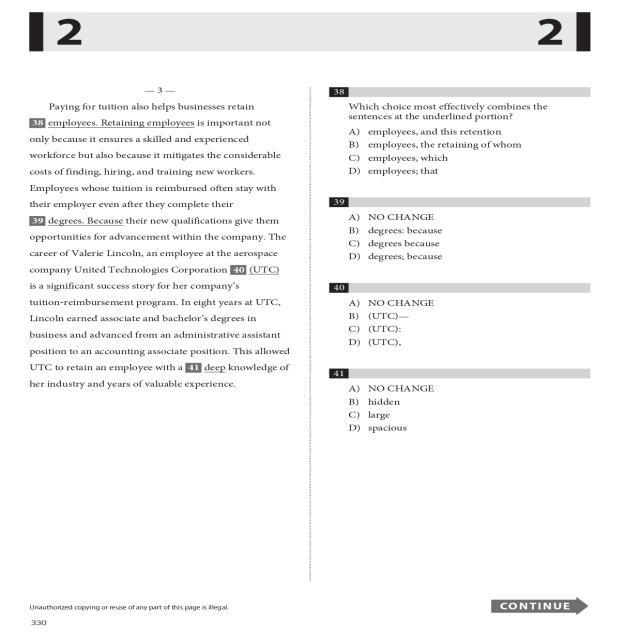 2
2
— 3 —
Paying for tuition also helps businesses retain
38 employees. Retaining employees is important not
only because it ensures a skilled and experienced
workforce but also because it mitigates the considerable
costs of finding, hiring, and training new workers.
Employees whose tuition is reimbursed often stay with
their employer even after they complete their
39 degrees. Because their new qualifications give them
opportunities for advancement within the company. The
career of Valerie Lincoln, an employee at the aerospace
company United Technologies Corporation 40 (UTC)
is a significant success story for her company's
tuition-reimbursement program. In eight years at UTC,
Lincoln earned associate and bachelor's degrees in
business and advanced from an administrative assistant
position to an accounting associate position. This allowed
UTC to retain an employee with a 41 deep knowledge of
her industry and years of valuable experience.
38
Which choice most effectively combines the
sentences at the underlined portion?
A) employees, and this retention
B) employees, the retaining of whom
C) employees, which
D) employees; that
39
A) NO CHANGE
B) degrees: because
C) degrees because
D) degrees; because
40
A) NO CHANGE
B) (UTC)—
C) (UTC):
D) (UTC),
41
A) NO CHANGE
B) hidden
C) large
D) spacious
Unauthorized copying or reuse of any part of this page is illegal.
CONTINUE
330